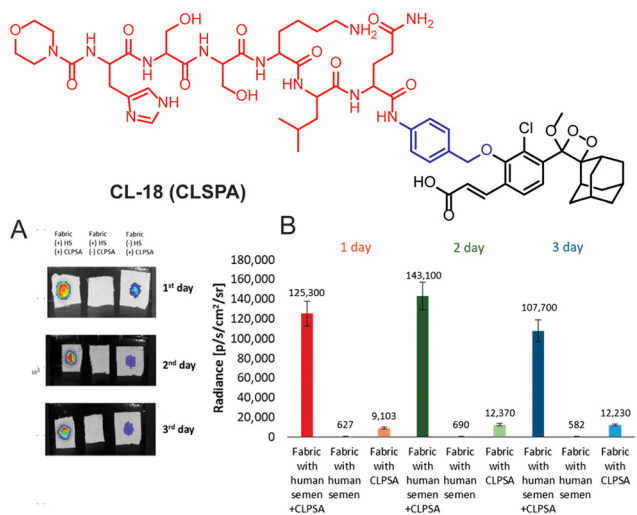 O
N
O
H
N
O
N
NH
OH
N
H
O
H
N
OH
O
H
N
NH2
O
N
H
O
H
N
O
NH2
O
HN
O
Cl
O
O
O
HO
O
CL-18 (CLSPA)
A
Fabric
(+) HS
(+) CLPSA
Fabric
(+) HS
(-) CLPSA
Fabric
(-) HS
(+) CLPSA
1st day
2nd day
3rd day
10⁵
B
1 day
2 day
3 day
Radiance [p/s/cm²/sr]
180,000
160,000
140,000
120,000
100,000
80,000
60,000
40,000
20,000
0
125,300
627
9,103
143,100
690
12,370
107,700
582
12,230
Fabric with human semen +CLPSA
Fabric with human semen
Fabric with CLPSA
Fabric with human semen +CLPSA
Fabric with human semen
Fabric with CLPSA
Fabric with human semen +CLPSA
Fabric with human semen
Fabric with CLPSA